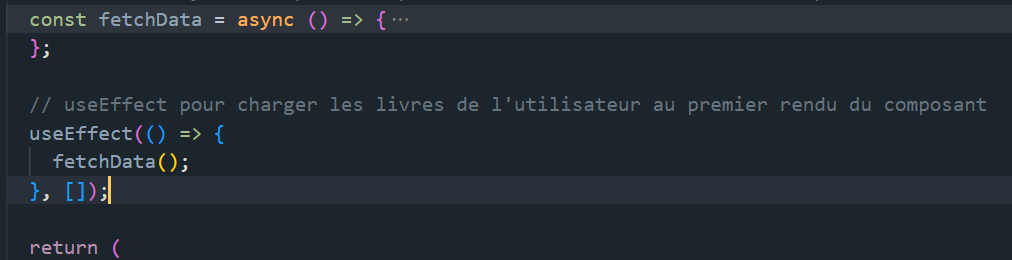 const fetchData = async () => { ···
};
// useEffect pour charger les livres de l'utilisateur au premier rendu du composant
useEffect(() => {
fetchData();
}, []);
return (